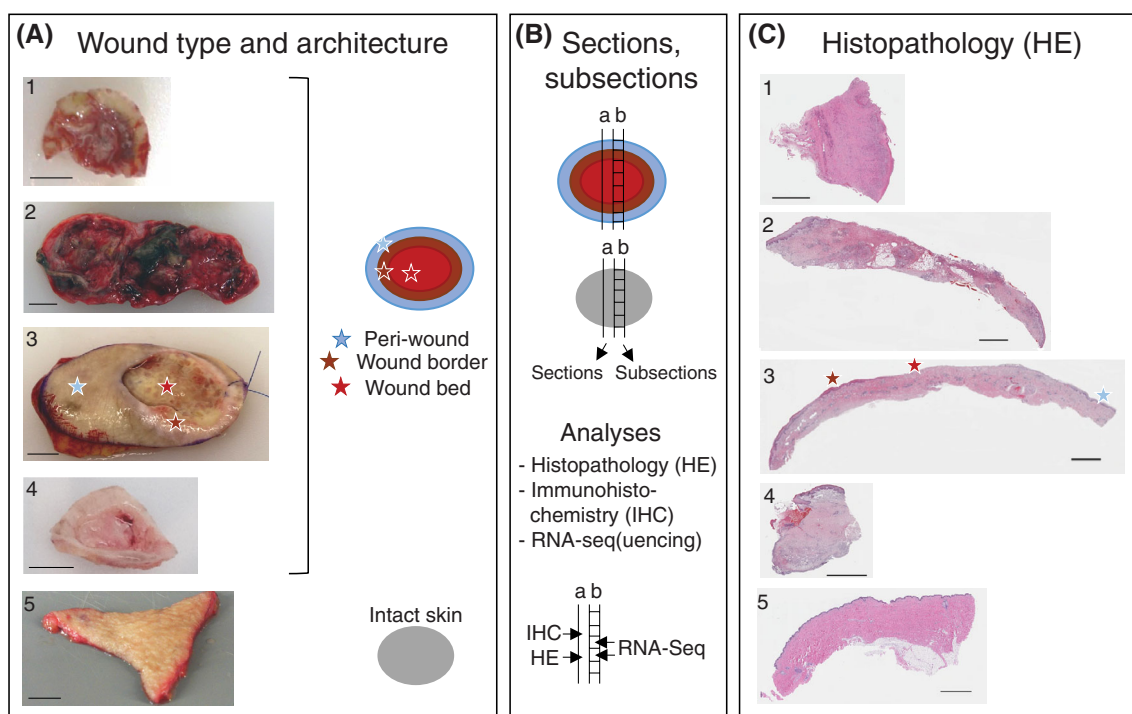 (A)
Wound type and architecture
1
2
3
4
5
Peri-wound
Wound border
Wound bed
Intact skin
(B)
Sections,
subsections
a b
a b
Sections Subsections
Analyses
- Histopathology (HE)
- Immunohisto-
chemistry (IHC)
- RNA-seq(uencing)
a b
IHC
HE
RNA-Seq
(C)
Histopathology (HE)
1
2
3
4
5